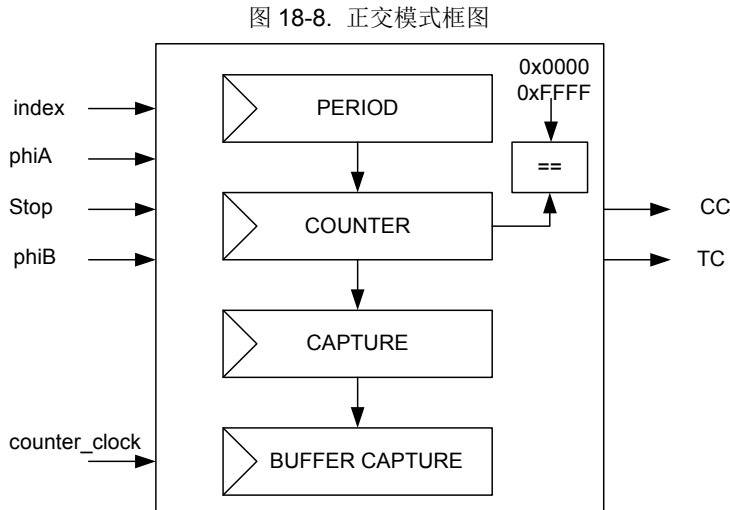 图 18-8. 正交模式框图
0x0000
0xFFFF
index
PERIOD
phiA
==
Stop
COUNTER
CC
phiB
TC
CAPTURE
counter_clock
BUFFER CAPTURE